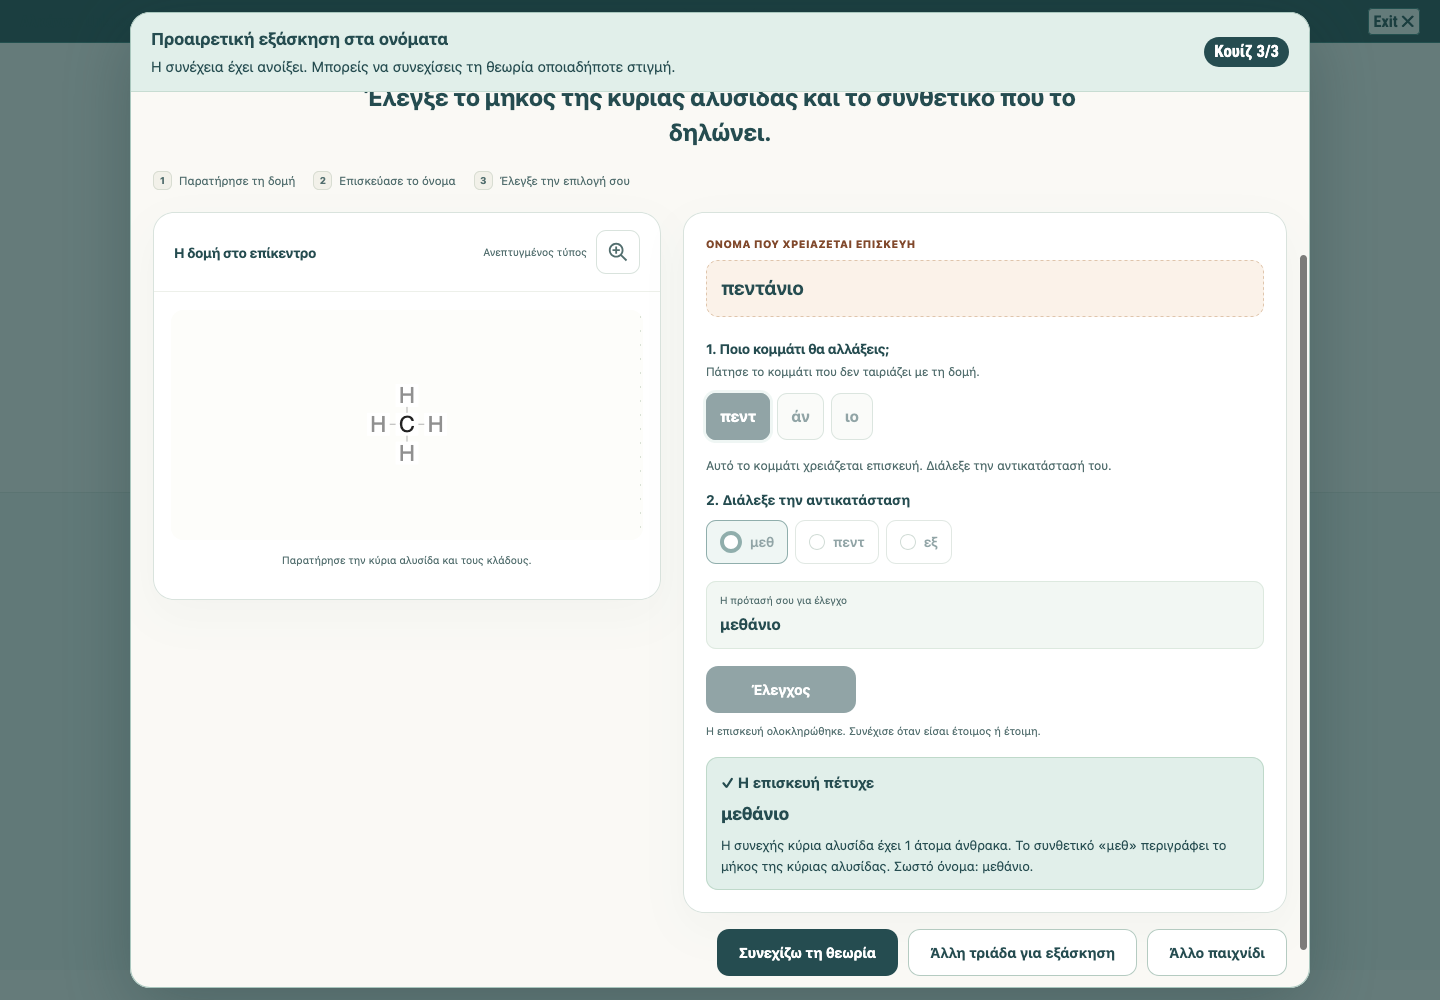 Exit ✕
Προαιρετική εξάσκηση στα ονόματα
Η συνέχεια έχει ανοίξει. Μπορείς να συνεχίσεις τη θεωρία οποιαδήποτε στιγμή.
Κουίζ 3/3
Έλεγξε το μήκος της κύριας αλυσίδας και το συνθετικό που το
δηλώνει.
1 Παρατήρησε τη δομή 2 Επισκεύασε το όνομα 3 Έλεγξε την επιλογή σου
Η δομή στο επίκεντρο
Ανεπτυγμένος τύπος
H
H C H
H
Παρατήρησε την κύρια αλυσίδα και τους κλάδους.
ΟΝΟΜΑ ΠΟΥ ΧΡΕΙΑΖΕΤΑΙ ΕΠΙΣΚΕΥΗ
πεντάνιο
1. Ποιο κομμάτι θα αλλάξεις;
Πάτησε το κομμάτι που δεν ταιριάζει με τη δομή.
πεντ άν ιο
Αυτό το κομμάτι χρειάζεται επισκευή. Διάλεξε την αντικατάστασή του.
2. Διάλεξε την αντικατάσταση
μεθ πεντ εξ
Η πρότασή σου για έλεγχο
μεθάνιο
Έλεγχος
Η επισκευή ολοκληρώθηκε. Συνέχισε όταν είσαι έτοιμος ή έτοιμη.
✓ Η επισκευή πέτυχε
μεθάνιο
Η συνεχής κύρια αλυσίδα έχει 1 άτομα άνθρακα. Το συνθετικό «μεθ» περιγράφει το
μήκος της κύριας αλυσίδας. Σωστό όνομα: μεθάνιο.
Συνεχίζω τη θεωρία
Άλλη τριάδα για εξάσκηση
Άλλο παιχνίδι